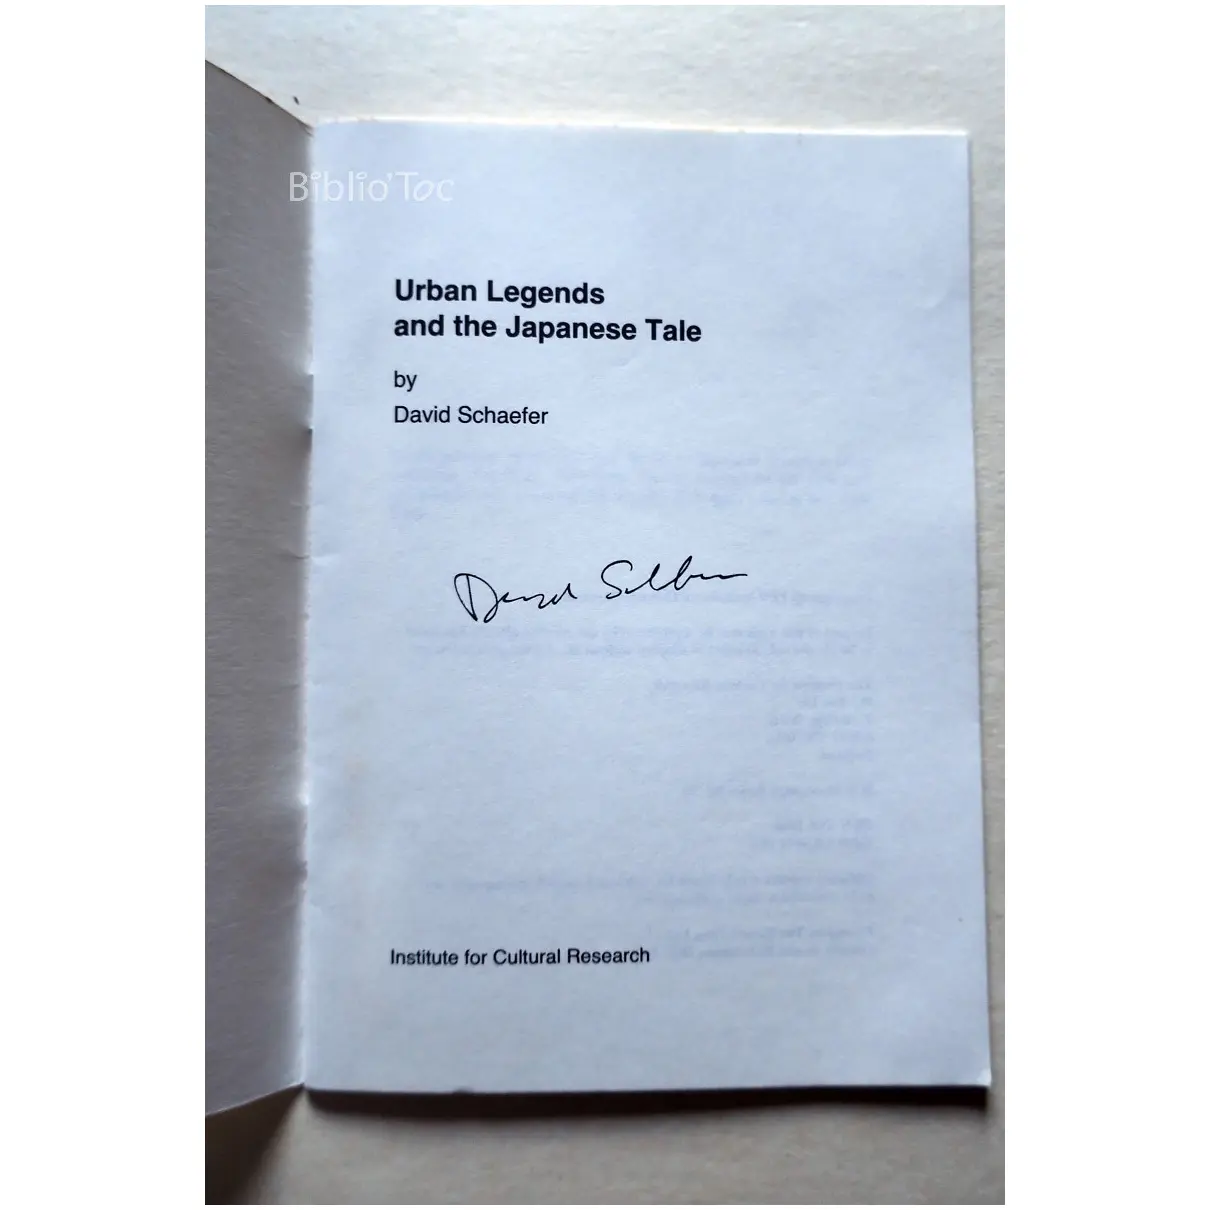 Biblio'Toc
Urban Legends
and the Japanese Tale
by
David Schaefer
Institute for Cultural Research